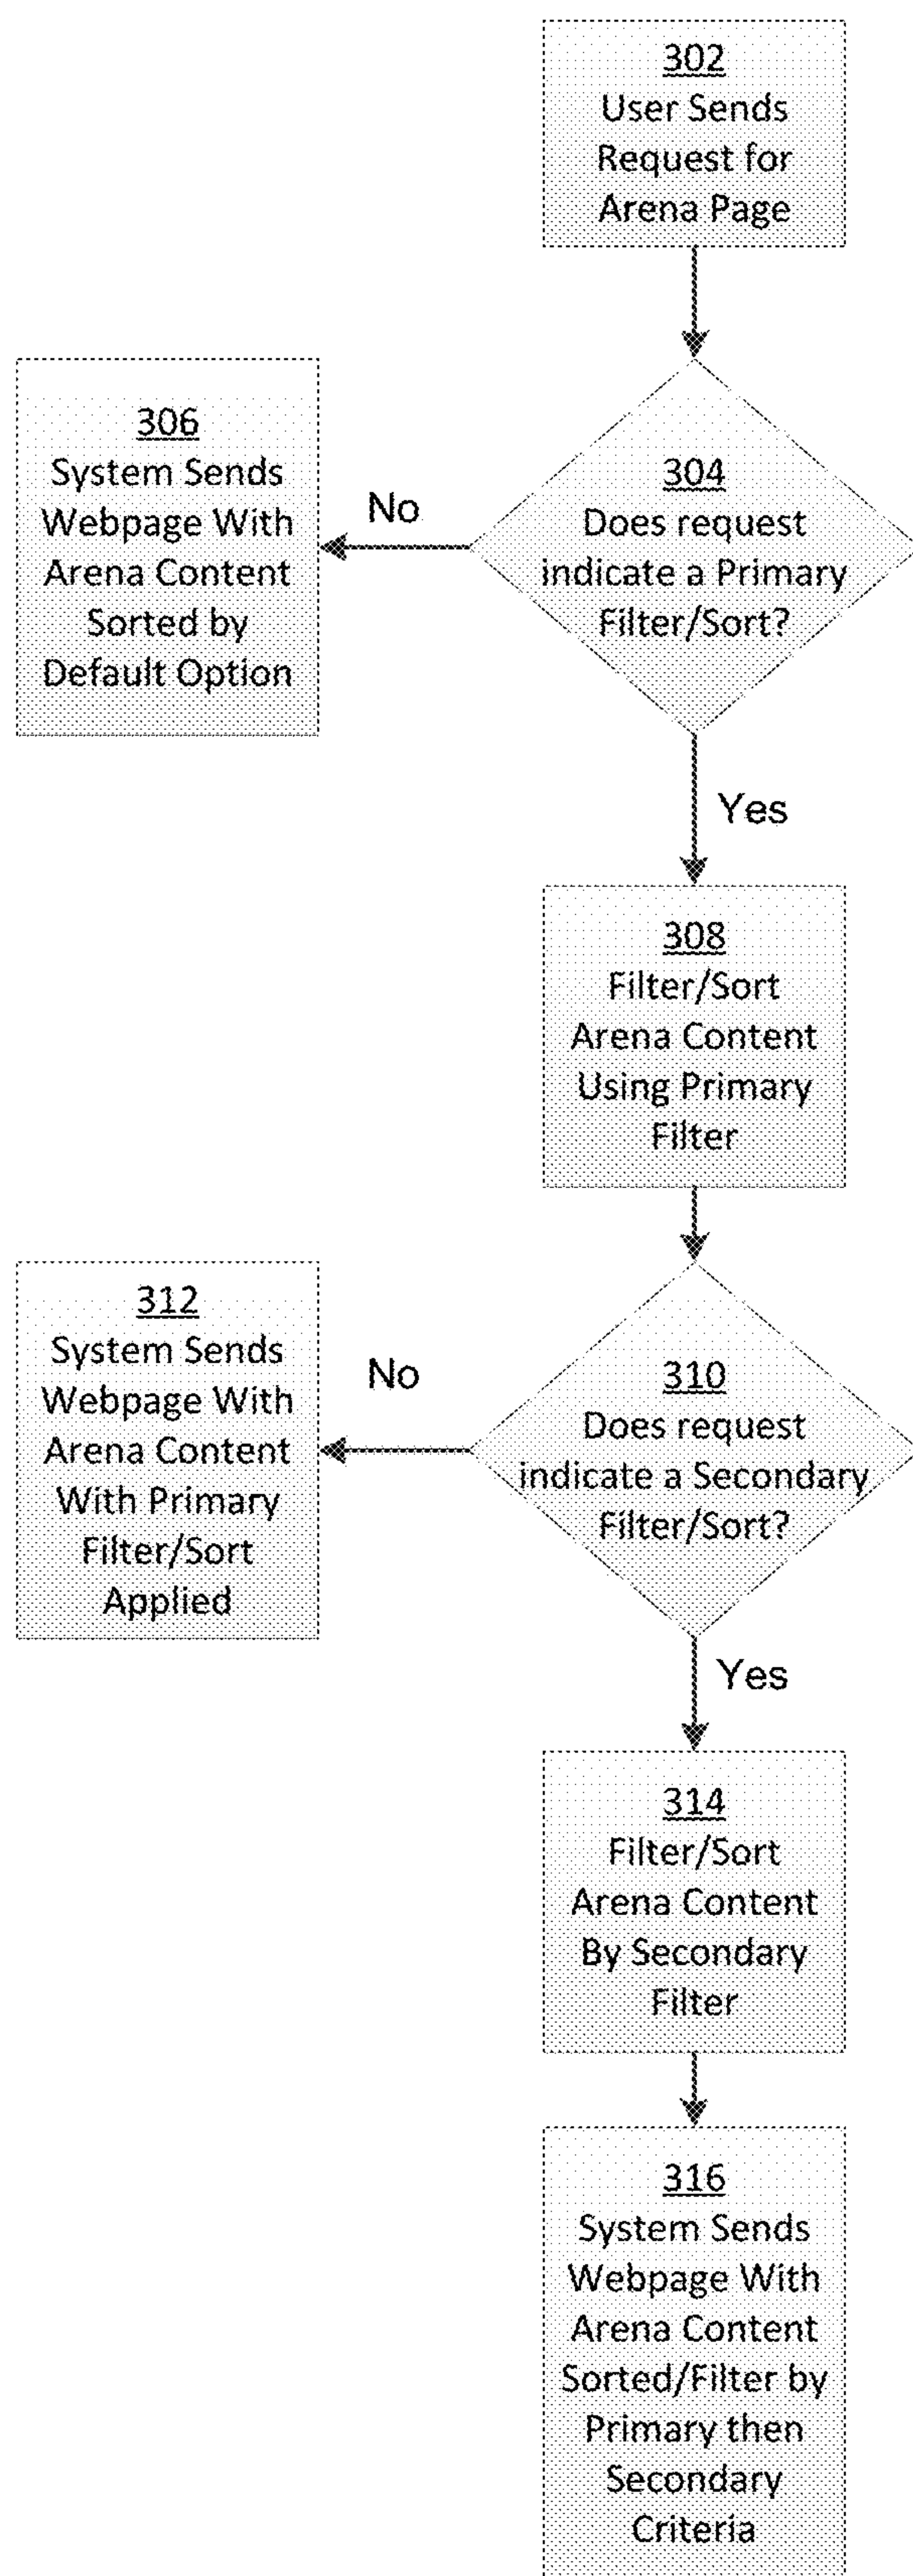 302
User Sends
Request for
Arena Page
304
Does request
indicate a Primary
Filter/Sort?
No
306
System Sends
Webpage With
Arena Content
Sorted by
Default Option
Yes
308
Filter/Sort
Arena Content
Using Primary
Filter
310
Does request
indicate a Secondary
Filter/Sort?
No
312
System Sends
Webpage With
Arena Content
With Primary
Filter/Sort
Applied
Yes
314
Filter/Sort
Arena Content
By Secondary
Filter
316
System Sends
Webpage With
Arena Content
Sorted/Filter by
Primary then
Secondary
Criteria